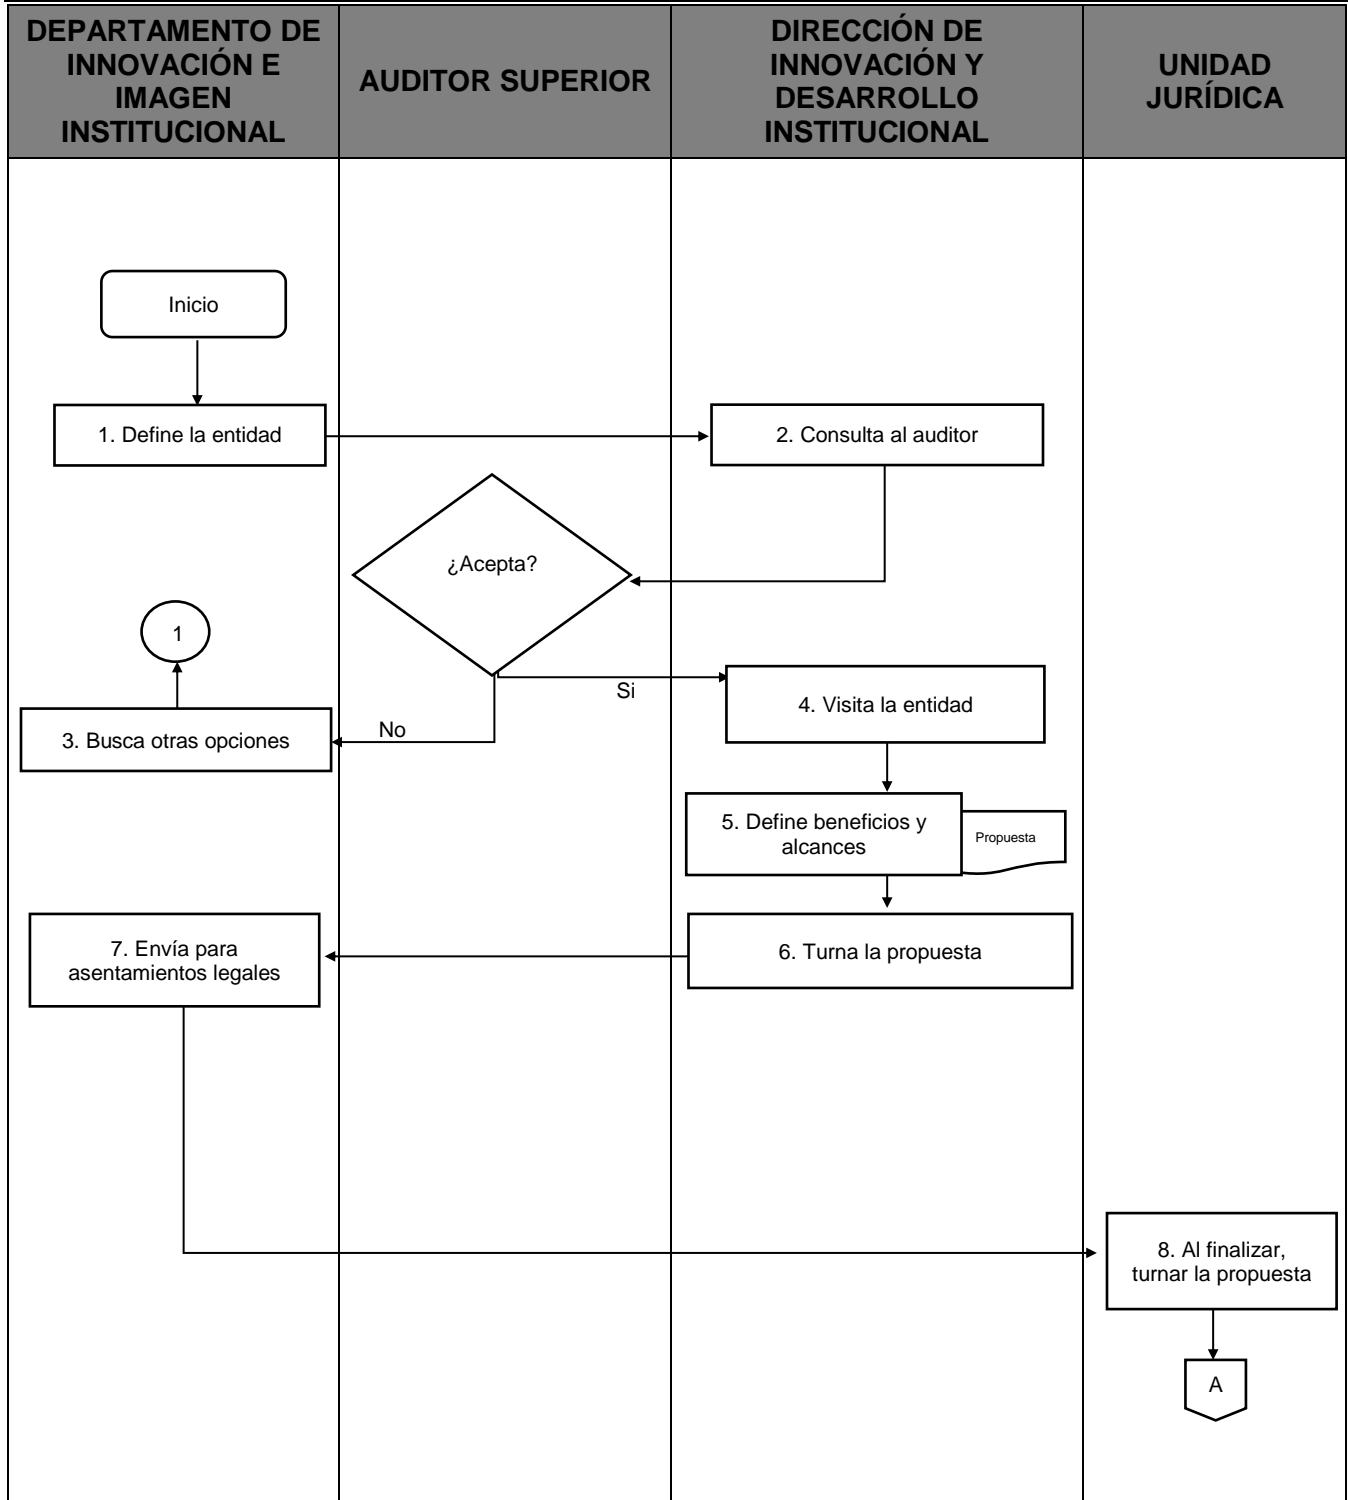 DEPARTAMENTO DE
INNOVACIÓN E
IMAGEN
INSTITUCIONAL
AUDITOR SUPERIOR
DIRECCIÓN DE
INNOVACIÓN Y
DESARROLLO
INSTITUCIONAL
UNIDAD
JURÍDICA
Inicio
1. Define la entidad
2. Consulta al auditor
¿Acepta?
1
Si
4. Visita la entidad
No
3. Busca otras opciones
5. Define beneficios y
alcances
Propuesta
7. Envía para
asentamientos legales
6. Turna la propuesta
8. Al finalizar,
turnar la propuesta
A